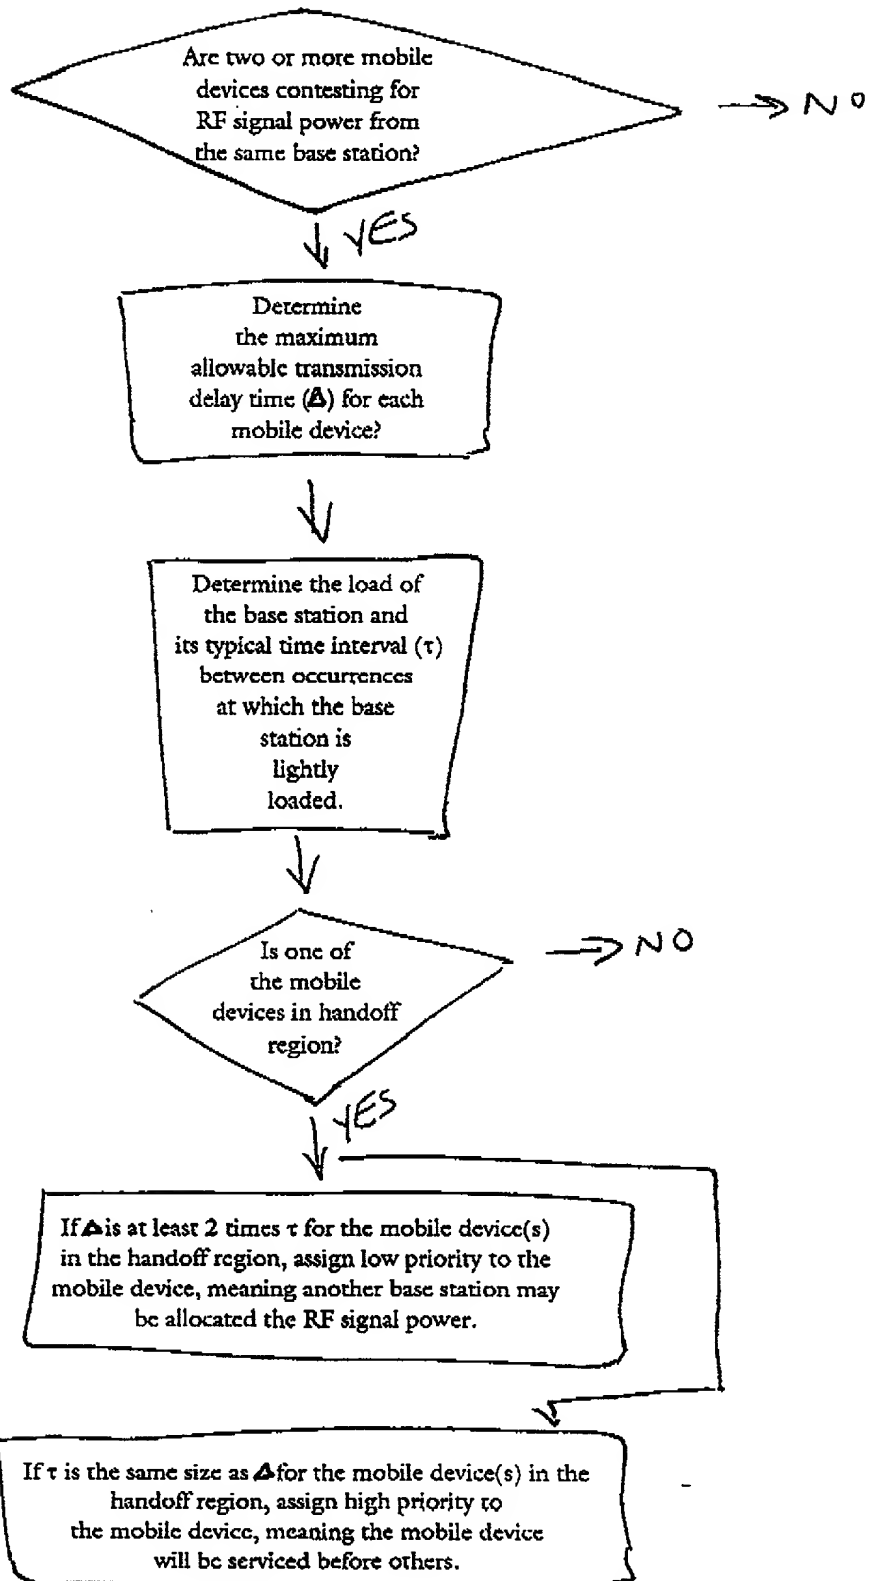 Are two or more mobile
devices contesting for
RF signal power from
the same base station?
→ NO
YES
Determine
the maximum
allowable transmission
delay time (Δ) for each
mobile device?
Determine the load of
the base station and
its typical time interval (τ)
between occurrences
at which the base
station is
lightly
loaded.
Is one of
the mobile
devices in handoff
region?
→ NO
YES
If Δ is at least 2 times τ for the mobile device(s)
in the handoff region, assign low priority to the
mobile device, meaning another base station may
be allocated the RF signal power.
If τ is the same size as Δ for the mobile device(s) in the
handoff region, assign high priority to
the mobile device, meaning the mobile device
will be serviced before others.